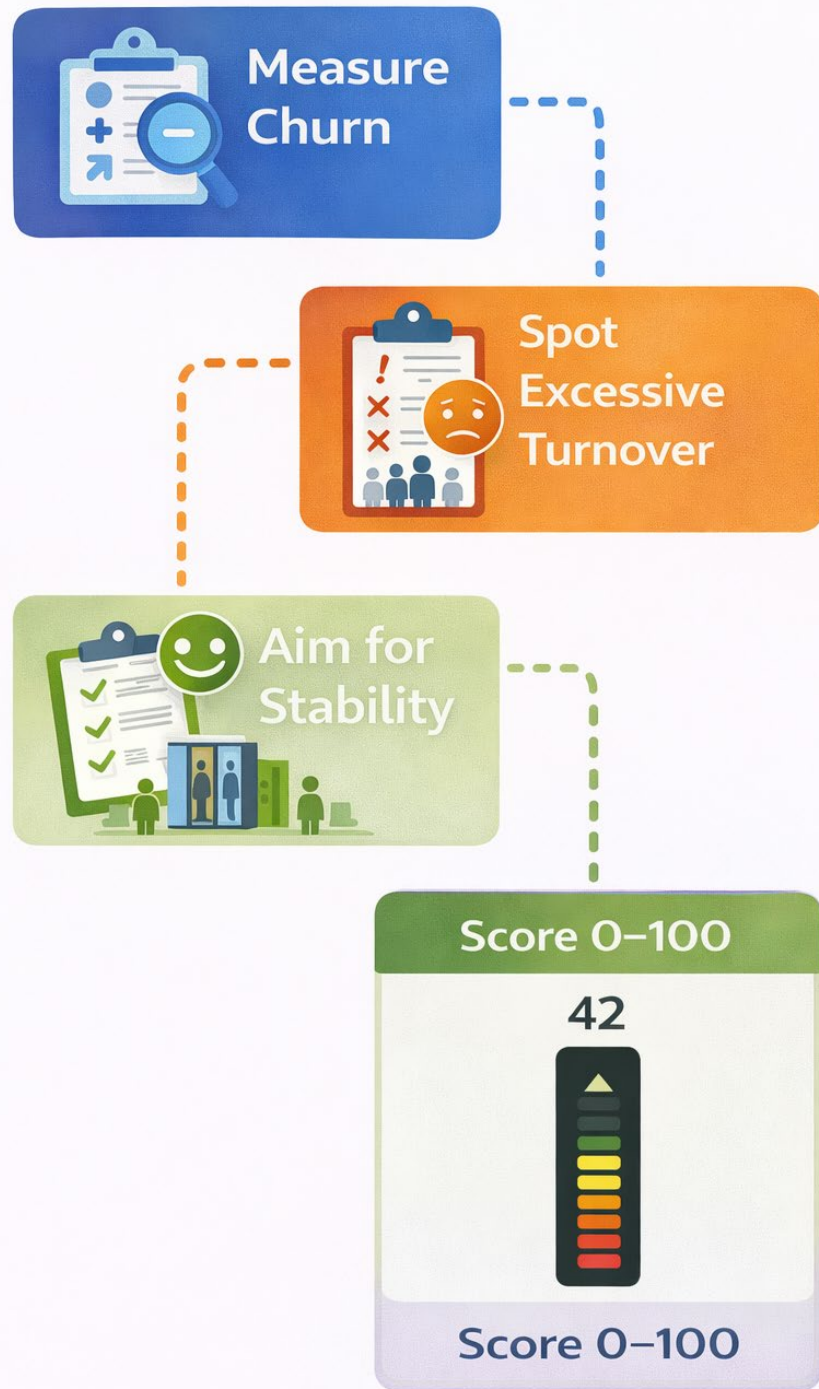 Measure
Churn
Spot
Excessive
Turnover
Aim for
Stability
Score 0–100
42
Score 0–100